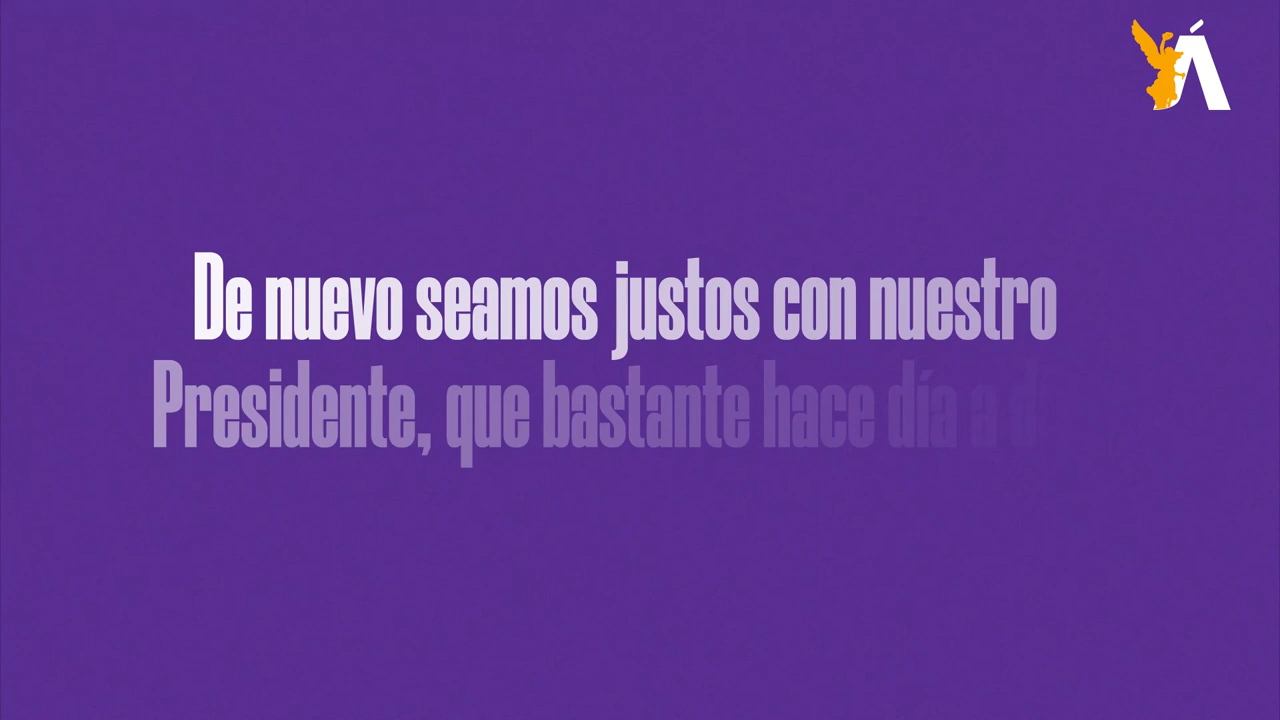 Á
De nuevo seamos justos con nuestro
Presidente, que bastante hace día a d